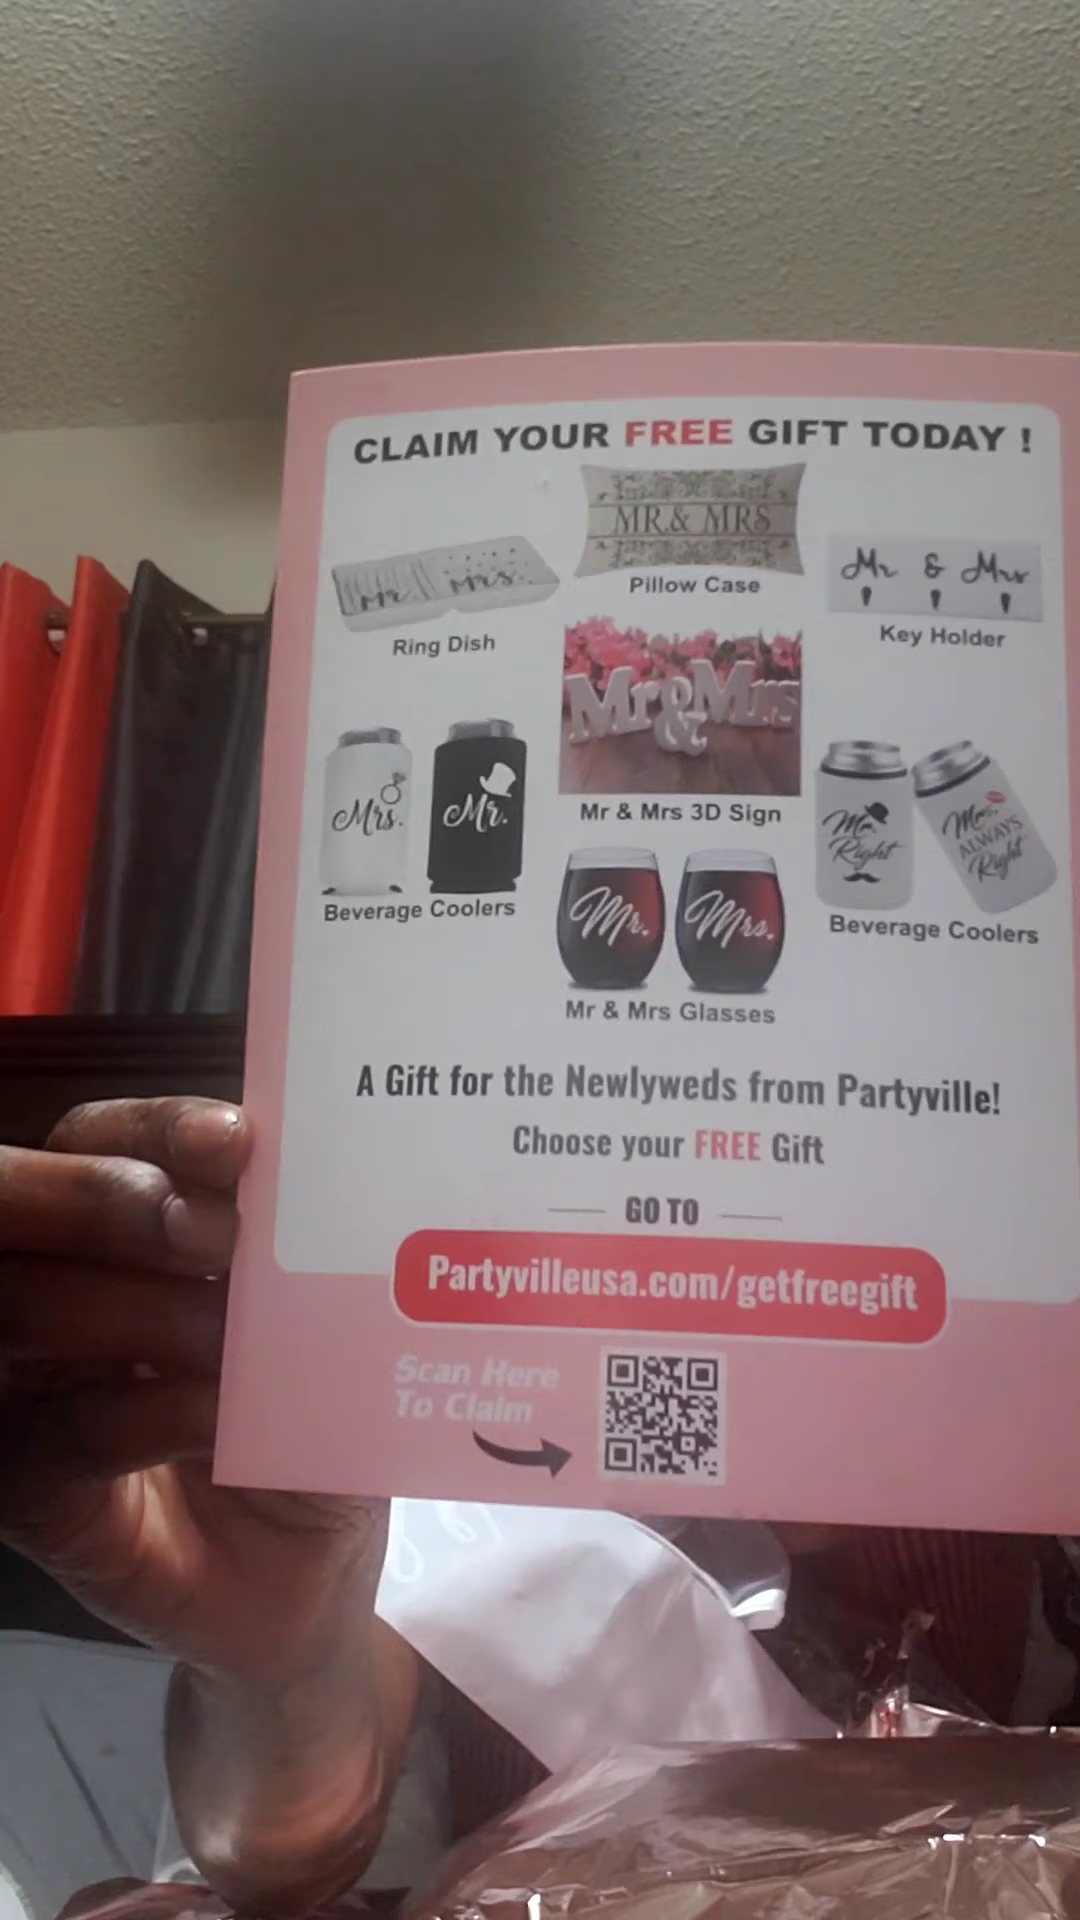 CLAIM YOUR FREE GIFT TODAY !
MR.& MRS
Pillow Case
Mr Mrs.
Ring Dish
Mr & Mrs
Key Holder
Mr&Mrs
Mr & Mrs 3D Sign
Mrs. Mr.
Beverage Coolers
Mr. Right
Mrs. ALWAYS Right
Beverage Coolers
Mr. Mrs.
Mr & Mrs Glasses
A Gift for the Newlyweds from Partyville!
Choose your FREE Gift
GO TO
Partyvilleusa.com/getfreegift
Scan Here
To Claim